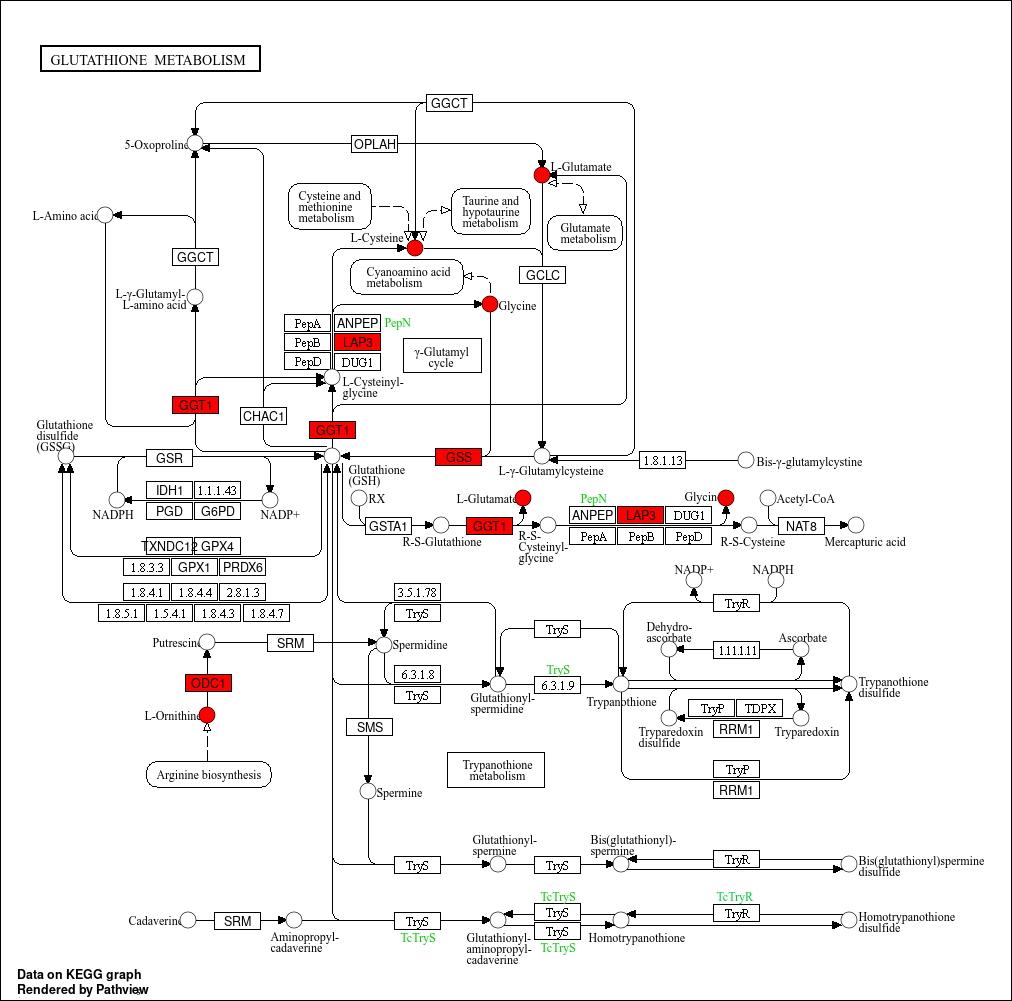 GLUTATHIONE METABOLISM
GGCT
5-Oxoproline
OPLAH
L-Glutamate
Cysteine and
methionine
metabolism
Taurine and
hypotaurine
metabolism
L-Amino acid
Glutamate
metabolism
L-Cysteine
GGCT
Cyanoamino acid
metabolism
GCLC
L-γ-Glutamyl-
L-amino acid
Glycine
PepA
ANPEP
PepN
PepB
LAP3
PepD
DUG1
γ-Glutamyl
cycle
L-Cysteinyl-
glycine
GGT1
CHAC1
GGT1
Glutathione
disulfide
(GSSG)
GSR
GSS
Glutathione
(GSH)
L-γ-Glutamylcysteine
1.8.1.13
Bis-γ-glutamylcystine
IDH1
1.1.1.43
NADPH
PGD
G6PD
NADP+
RX
L-Glutamate
PepN
Glycine
Acetyl-CoA
GSTA1
R-S-Glutathione
GGT1
R-S-
Cysteinyl-
glycine
ANPEP
LAP3
DUG1
PepA
PepB
PepD
R-S-Cysteine
NAT8
Mercapturic acid
TXNDC12
GPX4
1.8.3.3
GPX1
PRDX6
1.8.4.1
1.8.4.4
2.8.1.3
1.8.5.1
1.5.4.1
1.8.4.3
1.8.4.7
3.5.1.78
TryS
NADP+
NADPH
TryR
Putrescine
SRM
Spermidine
TryS
Dehydro-
ascorbate
1.11.1.11
Ascorbate
ODC1
6.3.1.8
TryS
TryS
6.3.1.9
Glutathionyl-
spermidine
Trypanothione
Trypanothione
disulfide
L-Ornithine
SMS
TryP
TDPX
RRM1
Tryparedoxin
disulfide
Tryparedoxin
Arginine biosynthesis
Trypanothione
metabolism
TryP
RRM1
Spermine
Glutathionyl-
spermine
Bis(glutathionyl)-
spermine
TryS
TryS
TryR
Bis(glutathionyl)spermine
disulfide
Cadaverine
SRM
Aminopropyl-
cadaverine
TryS
TcTryS
Glutathionyl-
aminopropyl-
cadaverine
TcTryS
TryS
TryS
TcTryS
Homotrypanothione
TcTryR
TryR
Homotrypanothione
disulfide
Data on KEGG graph
Rendered by Pathview